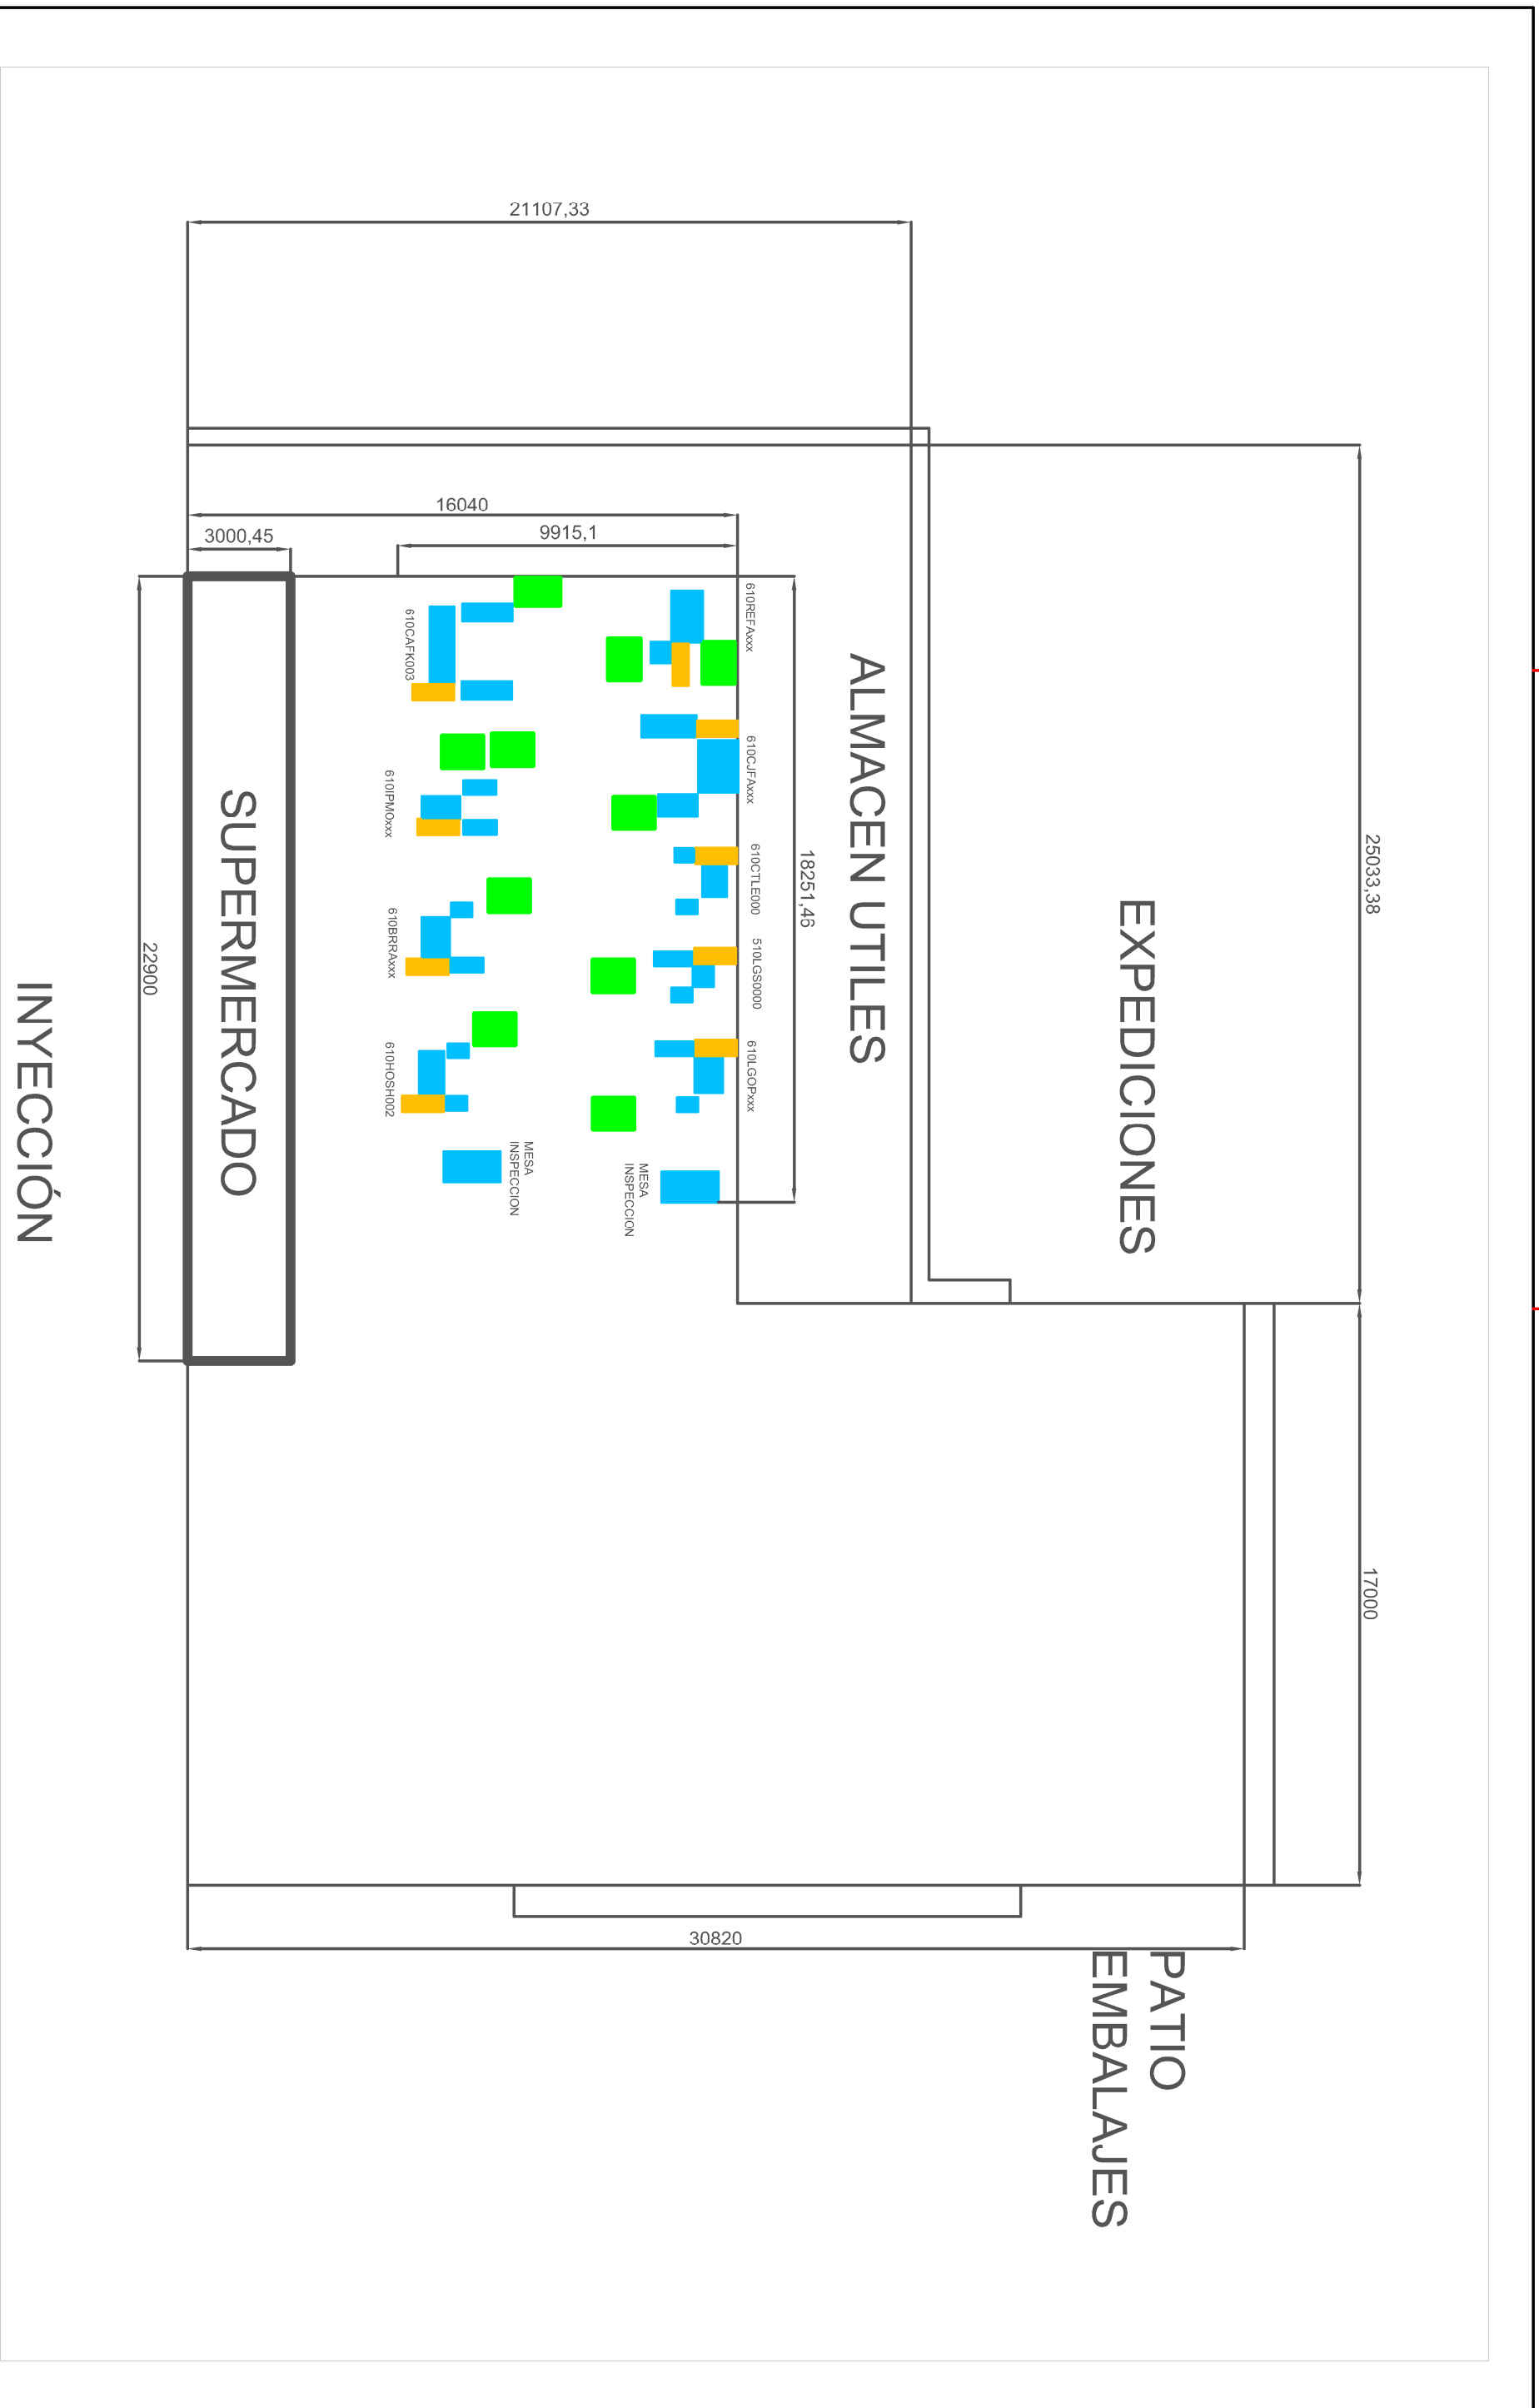 21107,33
16040
9915,1
3000,45
25033,38
17000
18251,46
22900
30820
EXPEDICIONES
ALMACEN UTILES
PATIO
EMBALAJES
610REFAxxx
610CJFAxxx
610CTLE000
510LGS0000
610LGOPxxx
MESA
INSPECCION
610CAFK003
610IPMOxxx
610BRRAxxx
610HOSH002
MESA
INSPECCION
SUPERMERCADO
INYECCIÓN